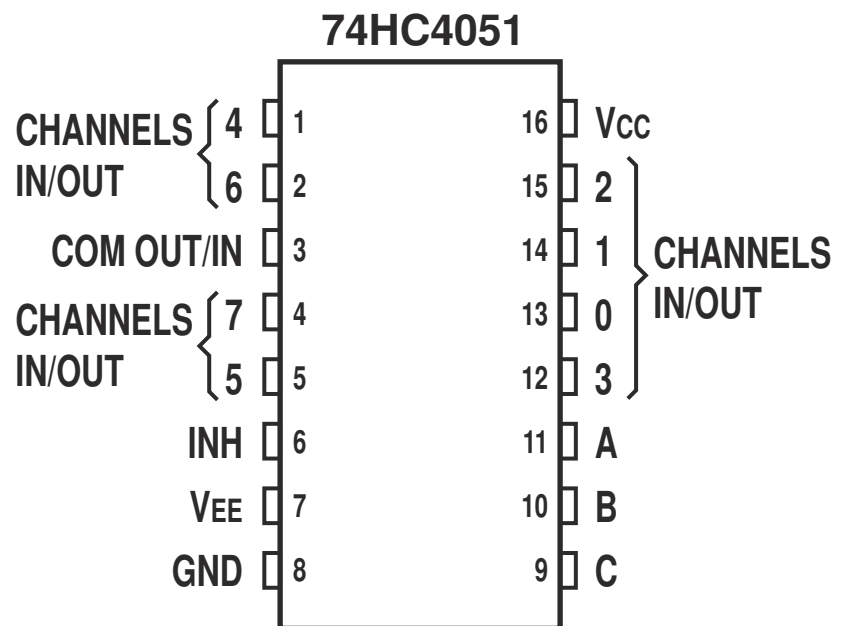 74HC4051
CHANNELS IN/OUT
4 1
6 2
COM OUT/IN 3
CHANNELS IN/OUT
7 4
5 5
INH 6
VEE 7
GND 8
16 VCC
15 2
14 1
13 0
12 3
CHANNELS IN/OUT
11 A
10 B
9 C